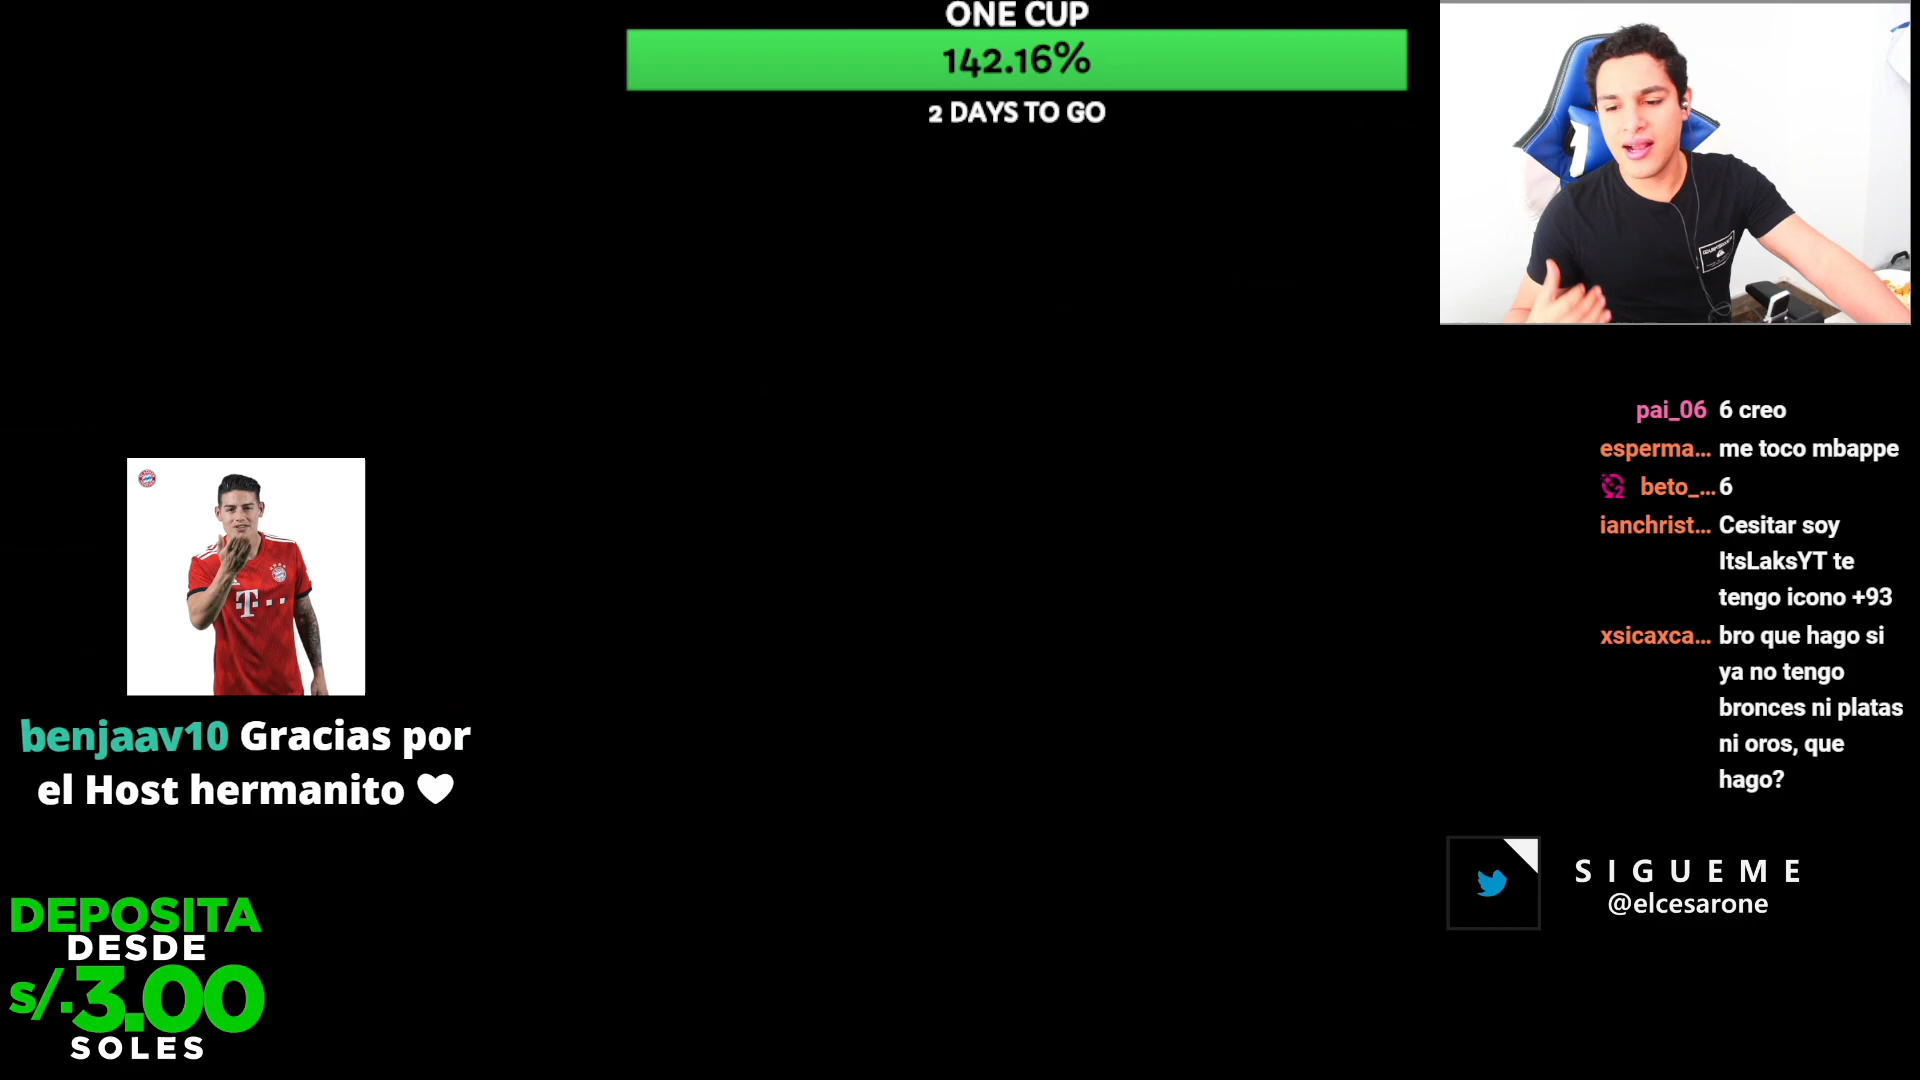 ONE CUP
142.16%
2 DAYS TO GO
pai_06 6 creo
esperma... me toco mbappe
beto_... 6
ianchrist... Cesitar soy
ItsLaksYT te
tengo icono +93
xsicaxca... bro que hago si
ya no tengo
bronces ni platas
ni oros, que
hago?
benjaav10 Gracias por
el Host hermanito
DEPOSITA
DESDE
S/.3.00
SOLES
SIGUEME
@elcesarone